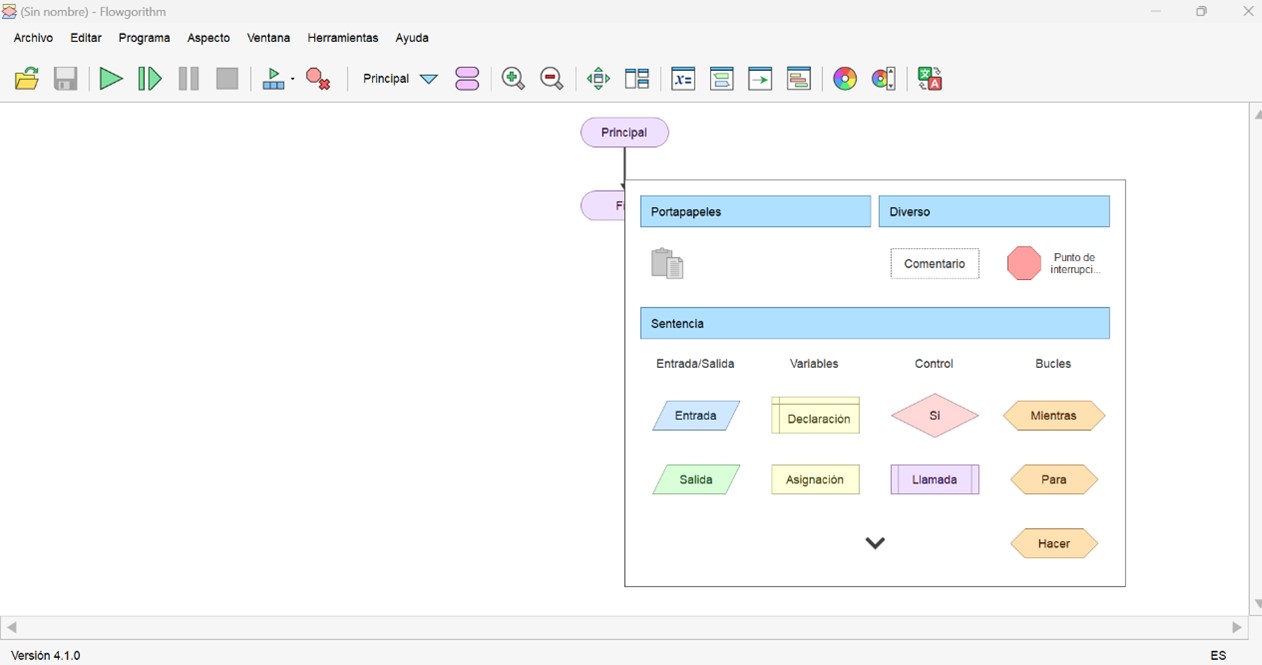 (Sin nombre) - Flowgorithm
Archivo Editar Programa Aspecto Ventana Herramientas Ayuda
Principal
Principal
Portapapeles Diverso
Comentario
Punto de
interrupci...
Sentencia
Entrada/Salida Variables Control Bucles
Entrada Declaración Si Mientras
Salida Asignación Llamada Para
Hacer
Versión 4.1.0 ES